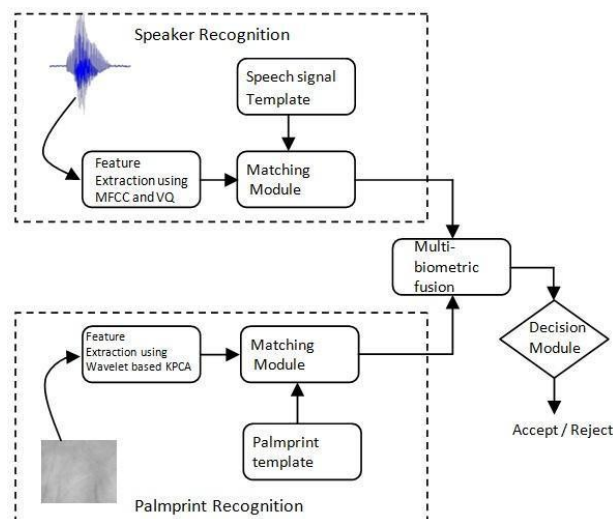 Speaker Recognition
Speech signal
Template
Feature
Extraction using
MFCC and VQ
Matching
Module
Multi-
biometric
fusion
Decision
Module
Accept / Reject
Feature
Extraction using
Wavelet based KPCA
Matching
Module
Palmprint
template
Palmprint Recognition